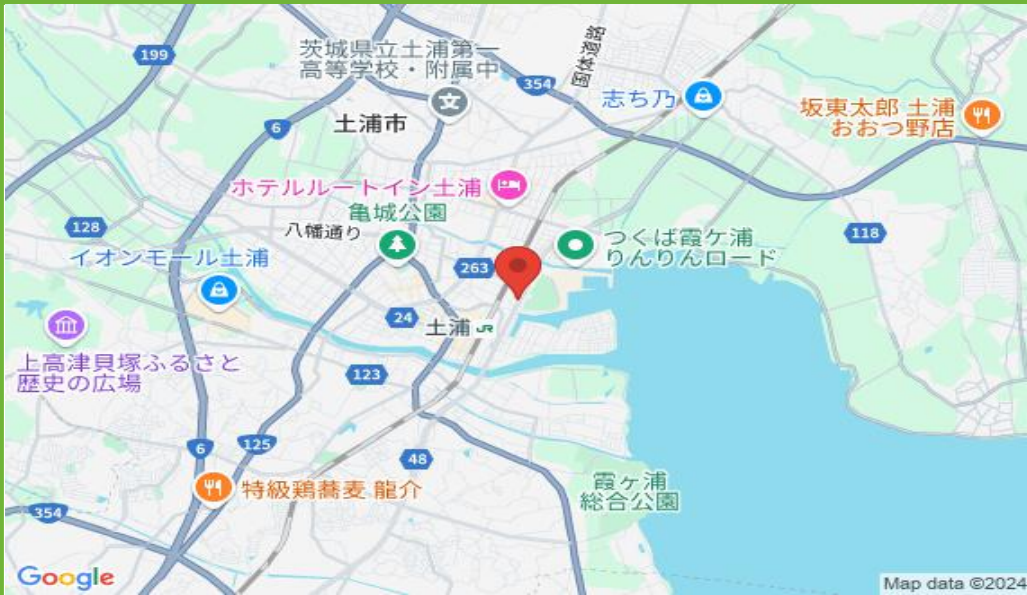 199
茨城県立土浦第一
高等学校・附属中
国体道路
354
志ち乃
坂東太郎 土浦
おおつ野店
6
土浦市
ホテルルートイン土浦
亀城公園
八幡通り
128
イオンモール土浦
263
つくば霞ケ浦
りんりんロード
118
24
土浦 JR
上高津貝塚ふるさと
歴史の広場
123
6
125
48
特級鶏蕎麦 龍介
霞ヶ浦
総合公園
354
Google
Map data ©2024